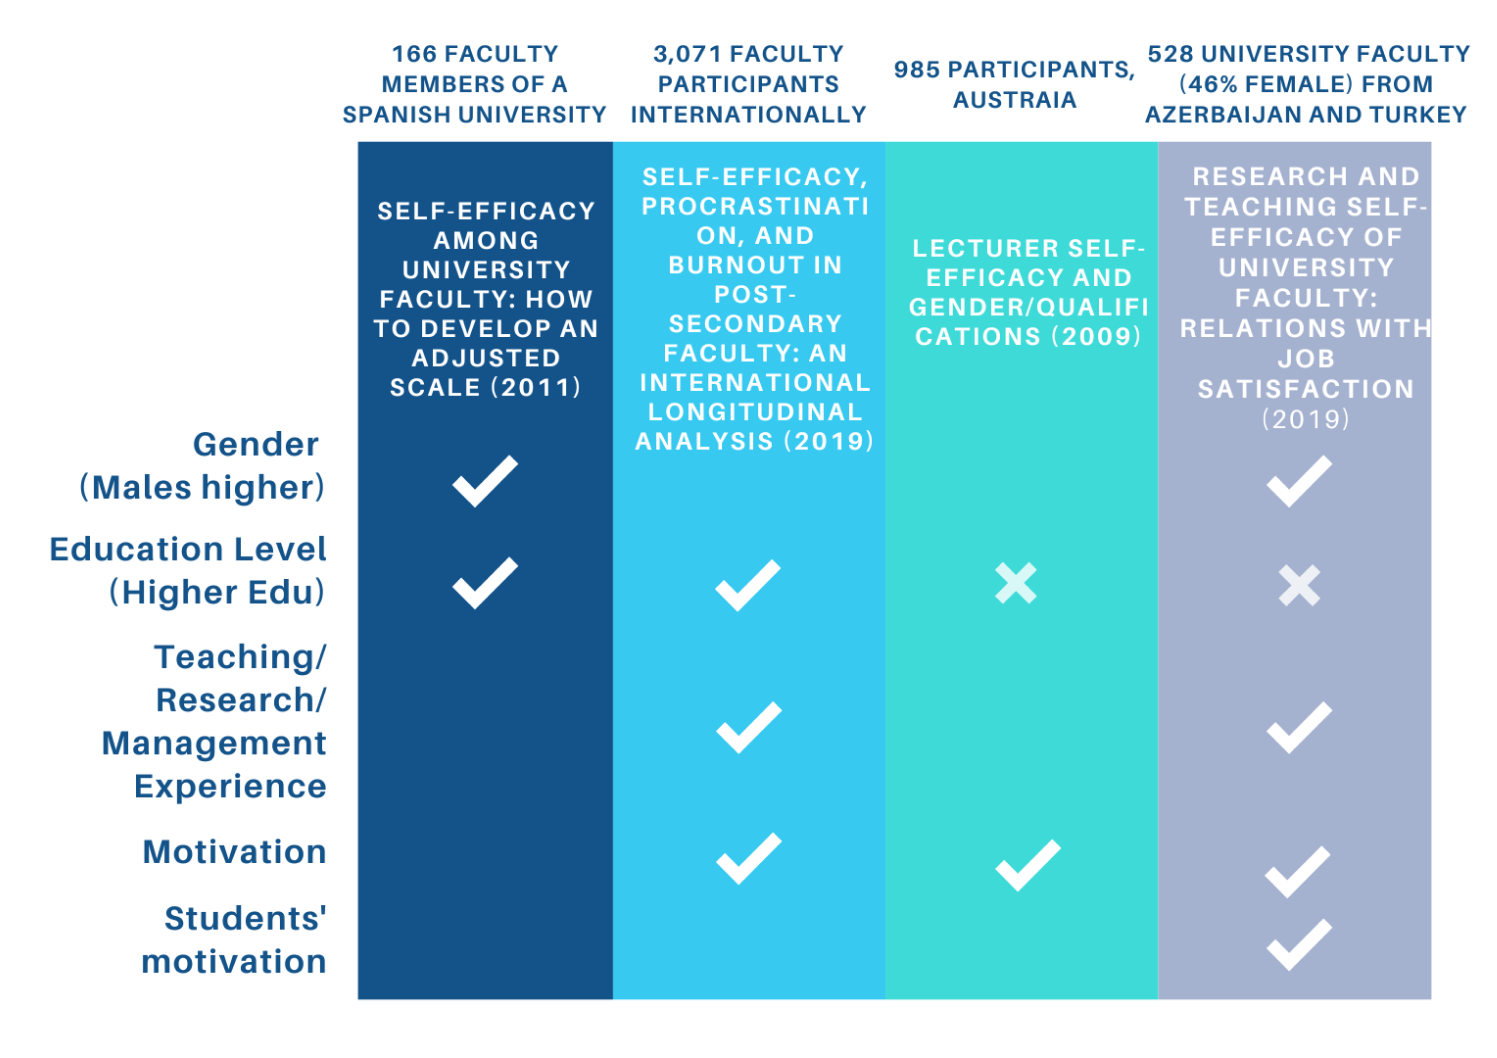 166 FACULTY
MEMBERS OF A
SPANISH UNIVERSITY
3,071 FACULTY
PARTICIPANTS
INTERNATIONALLY
985 PARTICIPANTS,
AUSTRAIA
528 UNIVERSITY FACULTY
(46% FEMALE) FROM
AZERBAIJAN AND TURKEY
SELF-EFFICACY
AMONG
UNIVERSITY
FACULTY: HOW
TO DEVELOP AN
ADJUSTED
SCALE (2011)
SELF-EFFICACY,
PROCRASTINATI
ON, AND
BURNOUT IN
POST-
SECONDARY
FACULTY: AN
INTERNATIONAL
LONGITUDINAL
ANALYSIS (2019)
LECTURER SELF-
EFFICACY AND
GENDER/QUALIFI
CATIONS (2009)
RESEARCH AND
TEACHING SELF-
EFFICACY OF
UNIVERSITY
FACULTY:
RELATIONS WITH
JOB
SATISFACTION
(2019)
Gender
(Males higher)
Education Level
(Higher Edu)
Teaching/
Research/
Management
Experience
Motivation
Students'
motivation